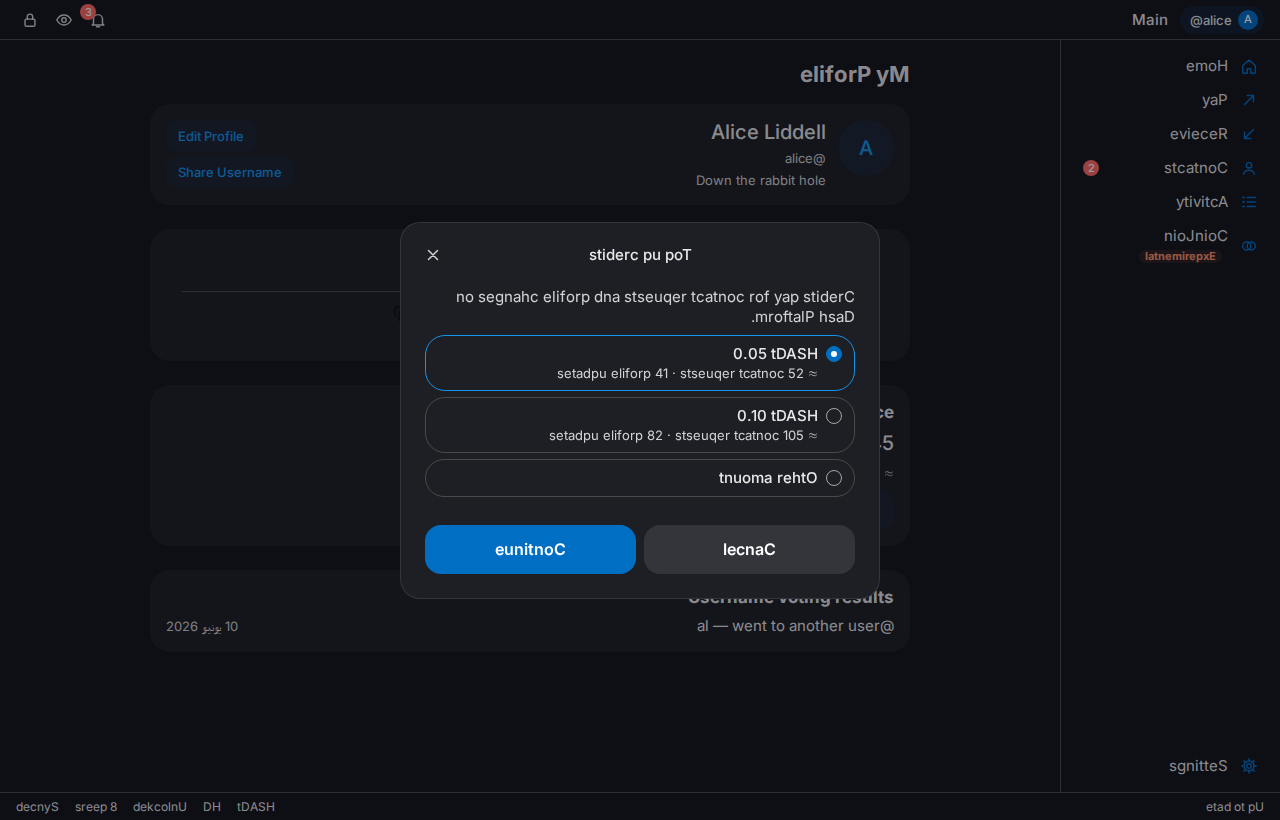 3
Main
@alice
A
emoH
yaP
evieceR
stcatnoC
2
ytivitcA
nioJnioC
latnemirepxE
sgnitteS
eliforP yM
A
Alice Liddell
alice@
Down the rabbit hole
Edit Profile
Share Username
stiderc pu poT
on segnahc eliforp dna stseuqer tcatnoc rof yap stiderC
.mroftalP hsaD
0.05 tDASH
setadpu eliforp 41 · stseuqer tcatnoc 52 ≈
0.10 tDASH
setadpu eliforp 82 · stseuqer tcatnoc 105 ≈
tnuoma rehtO
eunitnoC
lecnaC
≈
Username voting results
al — went to another user@
10 يونيو 2026
decnyS
sreep 8
dekcolnU
DH
tDASH
etad ot pU